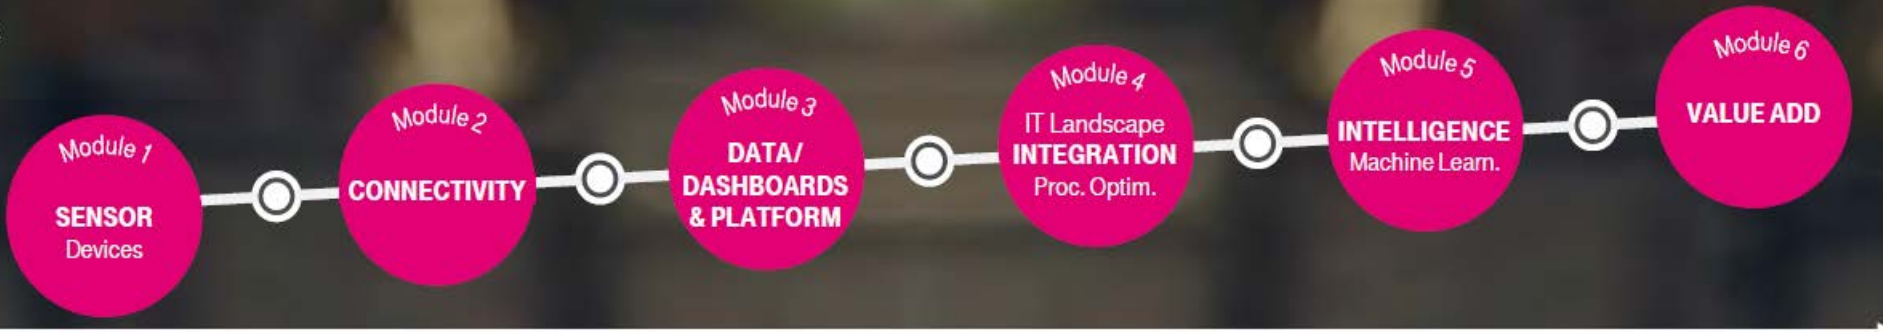 Module 1
SENSOR
Devices
Module 2
CONNECTIVITY
Module 3
DATA/
DASHBOARDS
& PLATFORM
Module 4
IT Landscape
INTEGRATION
Proc. Optim.
Module 5
INTELLIGENCE
Machine Learn.
Module 6
VALUE ADD